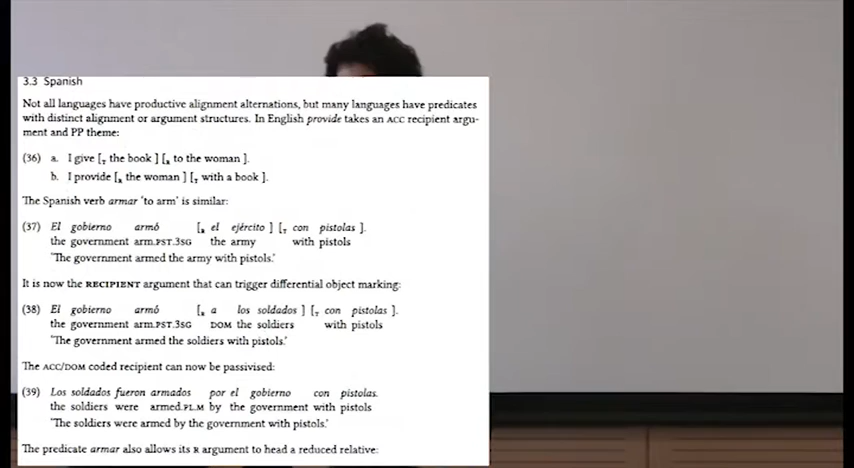 3.3 Spanish
Not all languages have productive alignment alternations, but many languages have predicates
with distinct alignment or argument structures. In English provide takes an ACC recipient argu-
ment and PP theme:
(36) a. I give [T the book ] [R to the woman ].
b. I provide [R the woman ] [T with a book ].
The Spanish verb armar ‘to arm’ is similar:
(37) El gobierno armó [R el ejército ] [T con pistolas ].
the government arm.PST.3SG the army with pistols
‘The government armed the army with pistols.’
It is now the RECIPIENT argument that can trigger differential object marking:
(38) El gobierno armó [R a los soldados ] [T con pistolas ].
the government arm.PST.3SG DOM the soldiers with pistols
‘The government armed the soldiers with pistols.’
The ACC/DOM coded recipient can now be passivised:
(39) Los soldados fueron armados por el gobierno con pistolas.
the soldiers were armed.PL.M by the government with pistols
‘The soldiers were armed by the government with pistols.’
The predicate armar also allows its R argument to head a reduced relative: